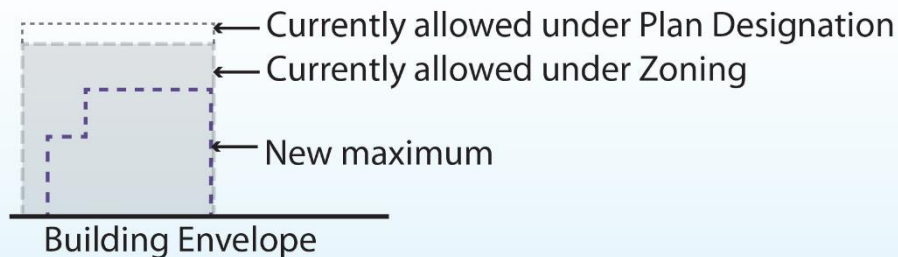 Currently allowed under Plan Designation
Currently allowed under Zoning
New maximum
Building Envelope